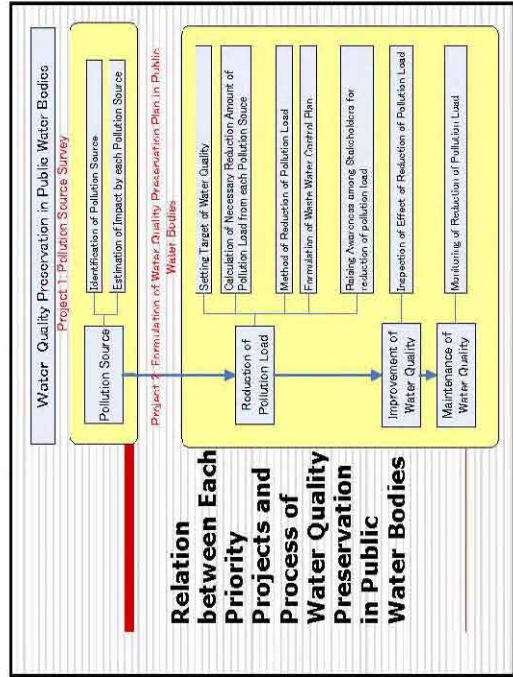 Relation
between Each
Priority
Projects and
Process of
Water Quality
Preservation
in Public
Water Bodies
Water Quality Preservation in Public Water Bodies
Project 1: Pollution Source Survey
Pollution Source
Identification of Pollution Source
Estimation of Impact by each Pollution Source
Project 2: Formulation of Water Quality Preservation Plan in Public
Water Bodies
Reduction of
Pollution Load
Setting Target of Water Quality
Calculation of Necessary Reduction Amount of
Pollution Load from each Pollution Souce
Method of Reduction of Pollution Load
Formulation of Waste Water Control Plan
Raising Awareness among Stakeholders for
reduction of pollution load
Improvement of
Water Quality
Inspection of Effect of Reduction of Pollution Load
Maintenance of
Water Quality
Monitoring of Reduction of Pollution Load